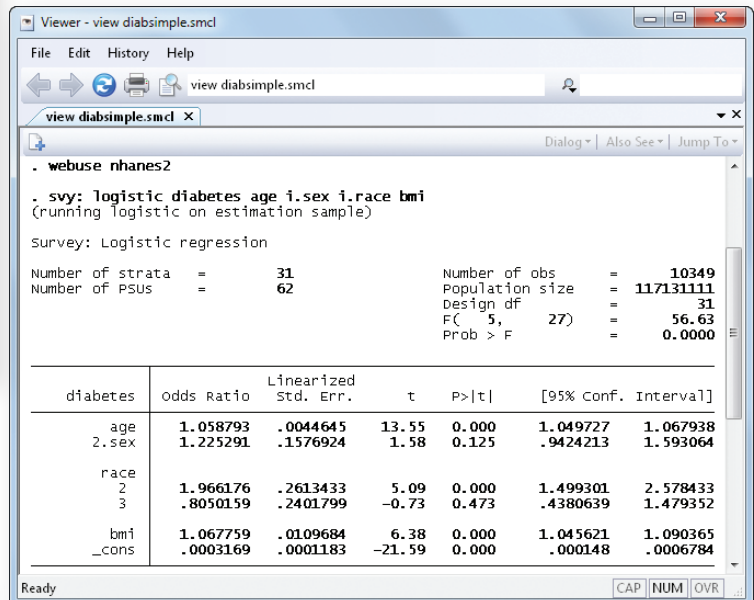 Viewer - view diabsimple.smcl
File Edit History Help
view diabsimple.smcl
view diabsimple.smcl X
Dialog Also See Jump To
. webuse nhanes2
. svy: logistic diabetes age i.sex i.race bmi
(running logistic on estimation sample)
Survey: Logistic regression
Number of strata = 31 Number of obs = 10349
Number of PSUs = 62 Population size = 117131111
Design df = 31
F( 5, 27) = 56.63
Prob > F = 0.0000
Linearized
diabetes Odds Ratio Std. Err. t P>|t| [95% Conf. Interval]
age 1.058793 .0044645 13.55 0.000 1.049727 1.067938
2.sex 1.225291 .1576924 1.58 0.125 .9424213 1.593064
race
2 1.966176 .2613433 5.09 0.000 1.499301 2.578433
3 .8050159 .2401799 -0.73 0.473 .4380639 1.479352
bmi 1.067759 .0109684 6.38 0.000 1.045621 1.090365
_cons .0003169 .0001183 -21.59 0.000 .000148 .0006784
Ready CAP NUM OVR